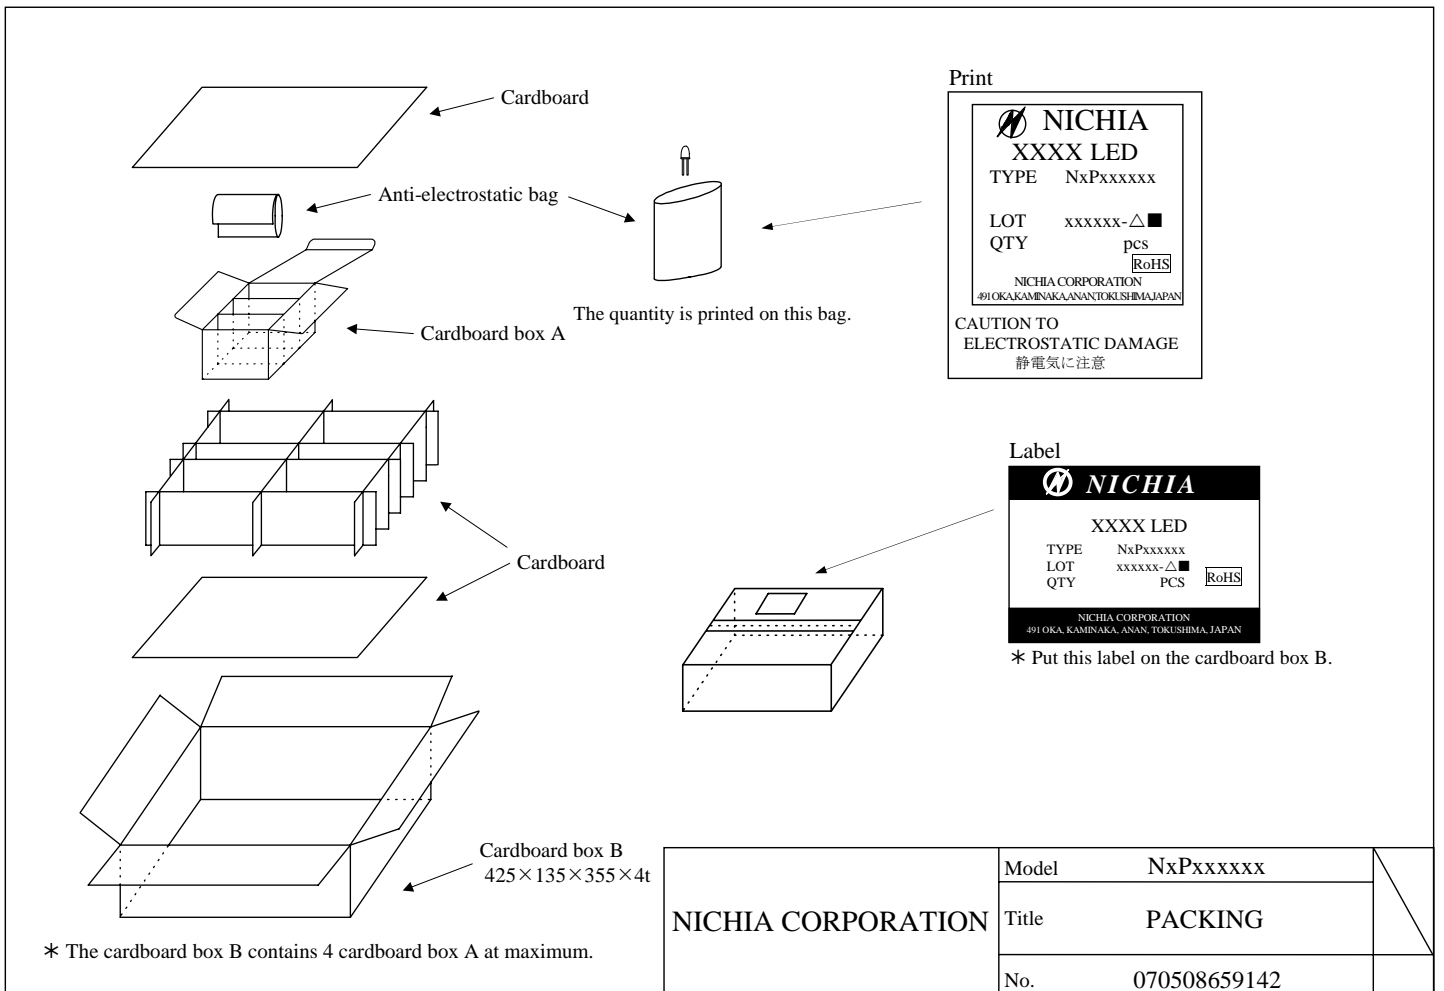 Cardboard
Anti-electrostatic bag
Cardboard box A
The quantity is printed on this bag.
Print
NICHIA
XXXX LED
TYPE NxPxxxxxx
LOT xxxxxx-△■
QTY pcs
RoHS
NICHIA CORPORATION
491 OKA,KAMINAKA,ANAN,TOKUSHIMA,JAPAN
CAUTION TO
ELECTROSTATIC DAMAGE
静電気に注意
Cardboard
Label
NICHIA
XXXX LED
TYPE NxPxxxxxx
LOT xxxxxx-△■
QTY PCS
RoHS
NICHIA CORPORATION
491 OKA, KAMINAKA, ANAN, TOKUSHIMA, JAPAN
＊ Put this label on the cardboard box B.
Cardboard box B
425×135×355×4t
＊ The cardboard box B contains 4 cardboard box A at maximum.
NICHIA CORPORATION
Model NxPxxxxxx
Title PACKING
No. 070508659142